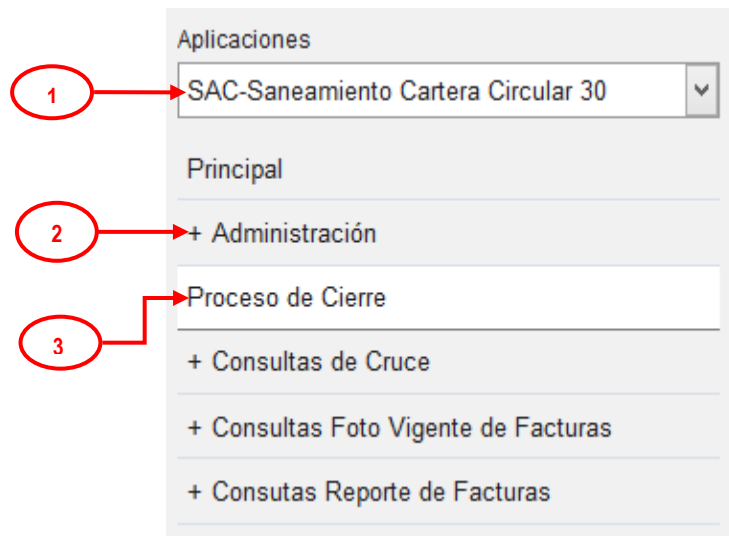 Aplicaciones
1
SAC-Saneamiento Cartera Circular 30
Principal
2
+ Administración
Proceso de Cierre
3
+ Consultas de Cruce
+ Consultas Foto Vigente de Facturas
+ Consutas Reporte de Facturas